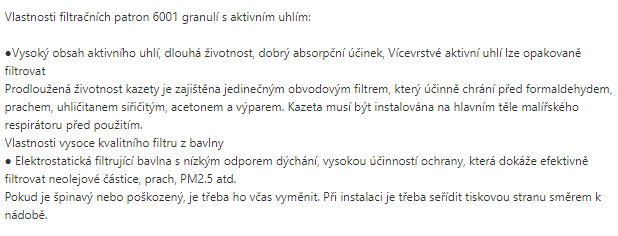 Vlastnosti filtračních patron 6001 granulí s aktivním uhlím:
●Vysoký obsah aktivního uhlí, dlouhá životnost, dobrý absorpční účinek, Vícevrstvé aktivní uhlí lze opakovaně
filtrovat
Prodloužená životnost kazety je zajištěna jedinečným obvodovým filtrem, který účinně chrání před formaldehydem,
prachem, uhličitanem siřičitým, acetonem a výparem. Kazeta musí být instalována na hlavním těle malířského
respirátoru před použitím.
Vlastnosti vysoce kvalitního filtru z bavlny
● Elektrostatická filtrující bavlna s nízkým odporem dýchání, vysokou účinností ochrany, která dokáže efektivně
filtrovat neolejové částice, prach, PM2.5 atd.
Pokud je špinavý nebo poškozený, je třeba ho včas vyměnit. Při instalaci je třeba seřídit tiskovou stranu směrem k
nádobě.